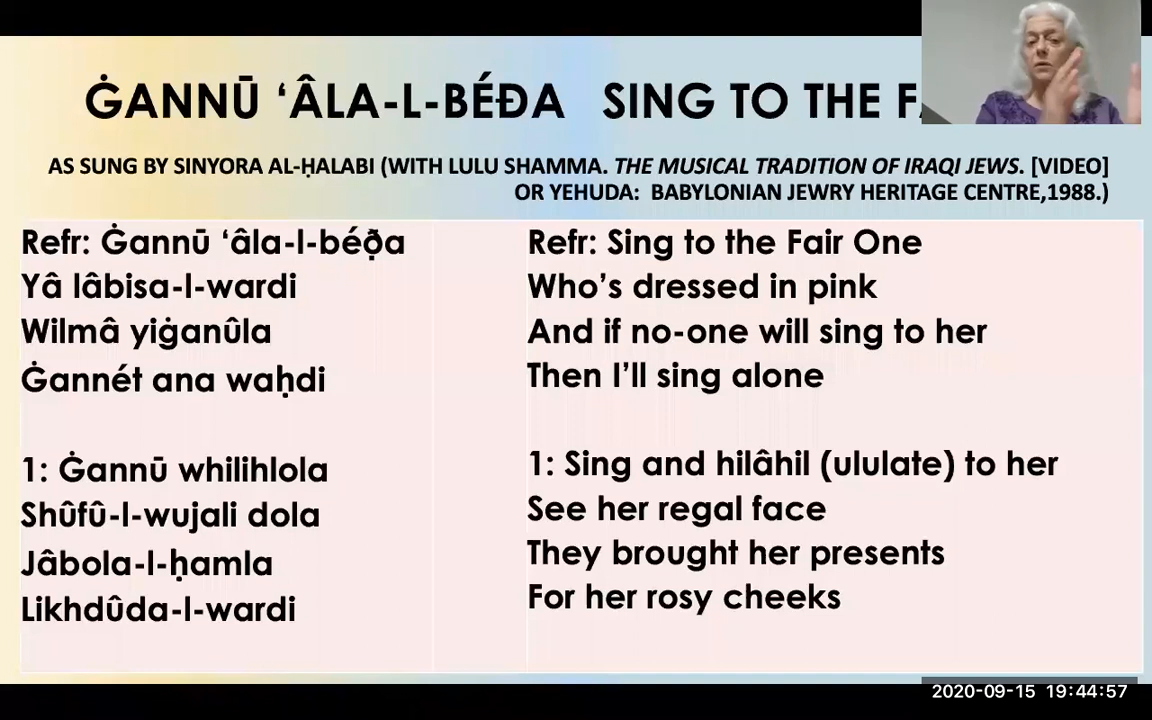 ĠANNŪ ‘ÂLA-L-BÉĐA SING TO THE
AS SUNG BY SINYORA AL-ḤALABI (WITH LULU SHAMMA. THE MUSICAL TRADITION OF IRAQI JEWS. [VIDEO]
OR YEHUDA: BABYLONIAN JEWRY HERITAGE CENTRE,1988.)
Refr: Ġannū ‘âla-l-béð̣a
Yâ lâbisa-l-wardi
Wilmâ yiġanûla
Ġannét ana waḥdi
1: Ġannū whilihlola
Shûfû-l-wujali dola
Jâbola-l-ḥamla
Likhdûda-l-wardi
Refr: Sing to the Fair One
Who’s dressed in pink
And if no-one will sing to her
Then I’ll sing alone
1: Sing and hilâhil (ululate) to her
See her regal face
They brought her presents
For her rosy cheeks
2020-09-15 19:44:57